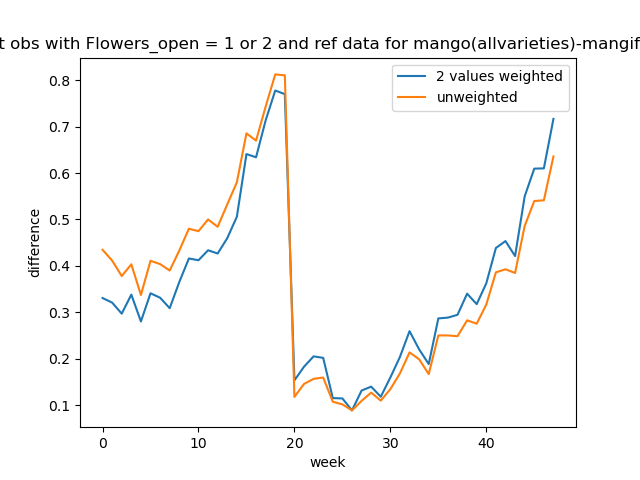 t obs with Flowers_open = 1 or 2 and ref data for mango(allvarieties)-mangif
2 values weighted
unweighted
0.8
0.7
0.6
0.5
0.4
0.3
0.2
0.1
difference
0 10 20 30 40
week